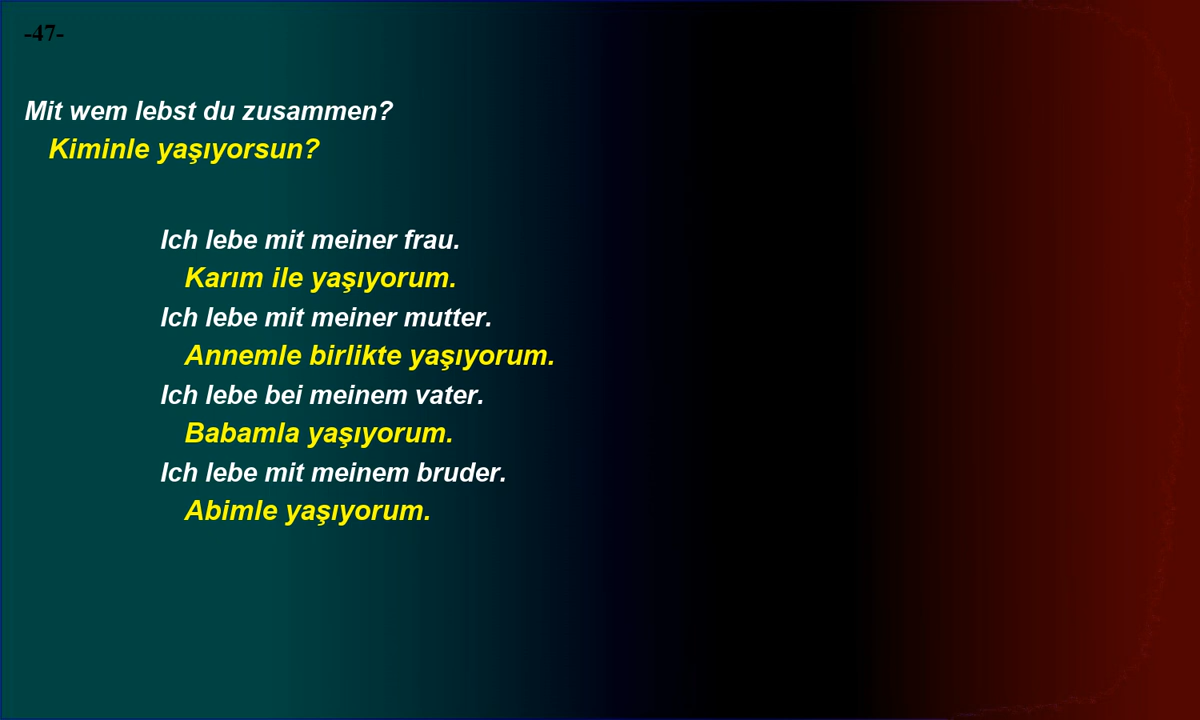 -47-
Mit wem lebst du zusammen?
Kiminle yaşıyorsun?
Ich lebe mit meiner frau.
Karım ile yaşıyorum.
Ich lebe mit meiner mutter.
Annemle birlikte yaşıyorum.
Ich lebe bei meinem vater.
Babamla yaşıyorum.
Ich lebe mit meinem bruder.
Abimle yaşıyorum.